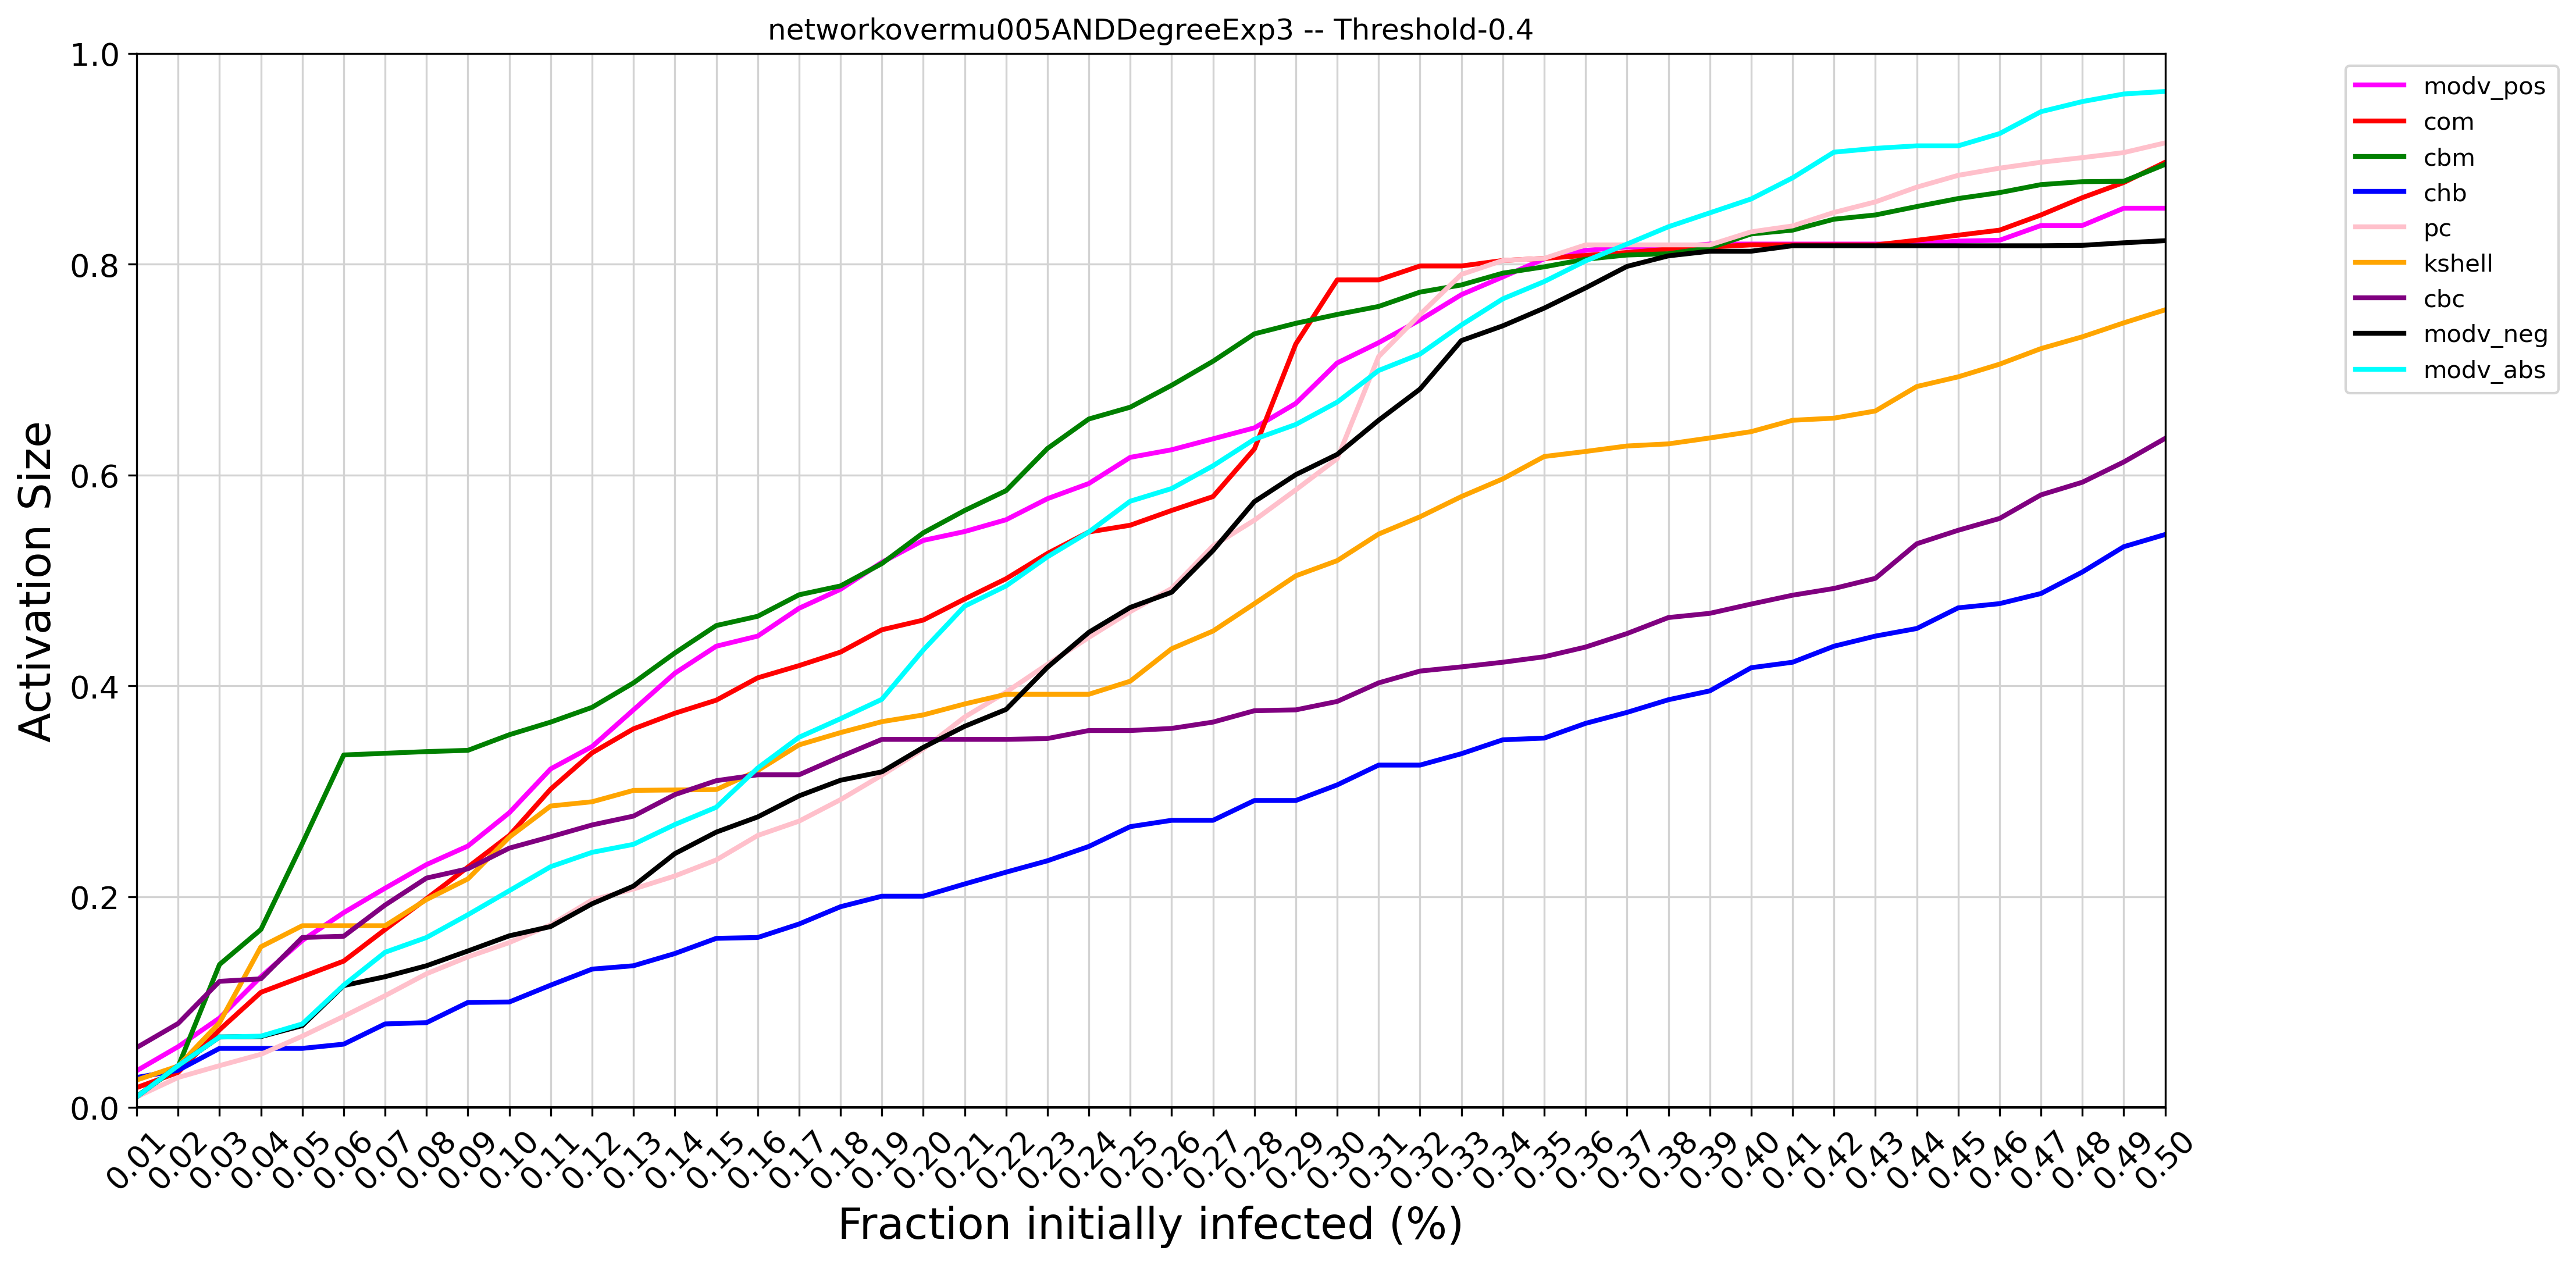 networkovermu005ANDDegreeExp3 -- Threshold-0.4
1.0
0.8
0.6
0.4
0.2
0.0
Activation Size
0.01 0.02 0.03 0.04 0.05 0.06 0.07 0.08 0.09 0.10 0.11 0.12 0.13 0.14 0.15 0.16 0.17 0.18 0.19 0.20 0.21 0.22 0.23 0.24 0.25 0.26 0.27 0.28 0.29 0.30 0.31 0.32 0.33 0.34 0.35 0.36 0.37 0.38 0.39 0.40 0.41 0.42 0.43 0.44 0.45 0.46 0.47 0.48 0.49 0.50
Fraction initially infected (%)
modv_pos
com
cbm
chb
pc
kshell
cbc
modv_neg
modv_abs